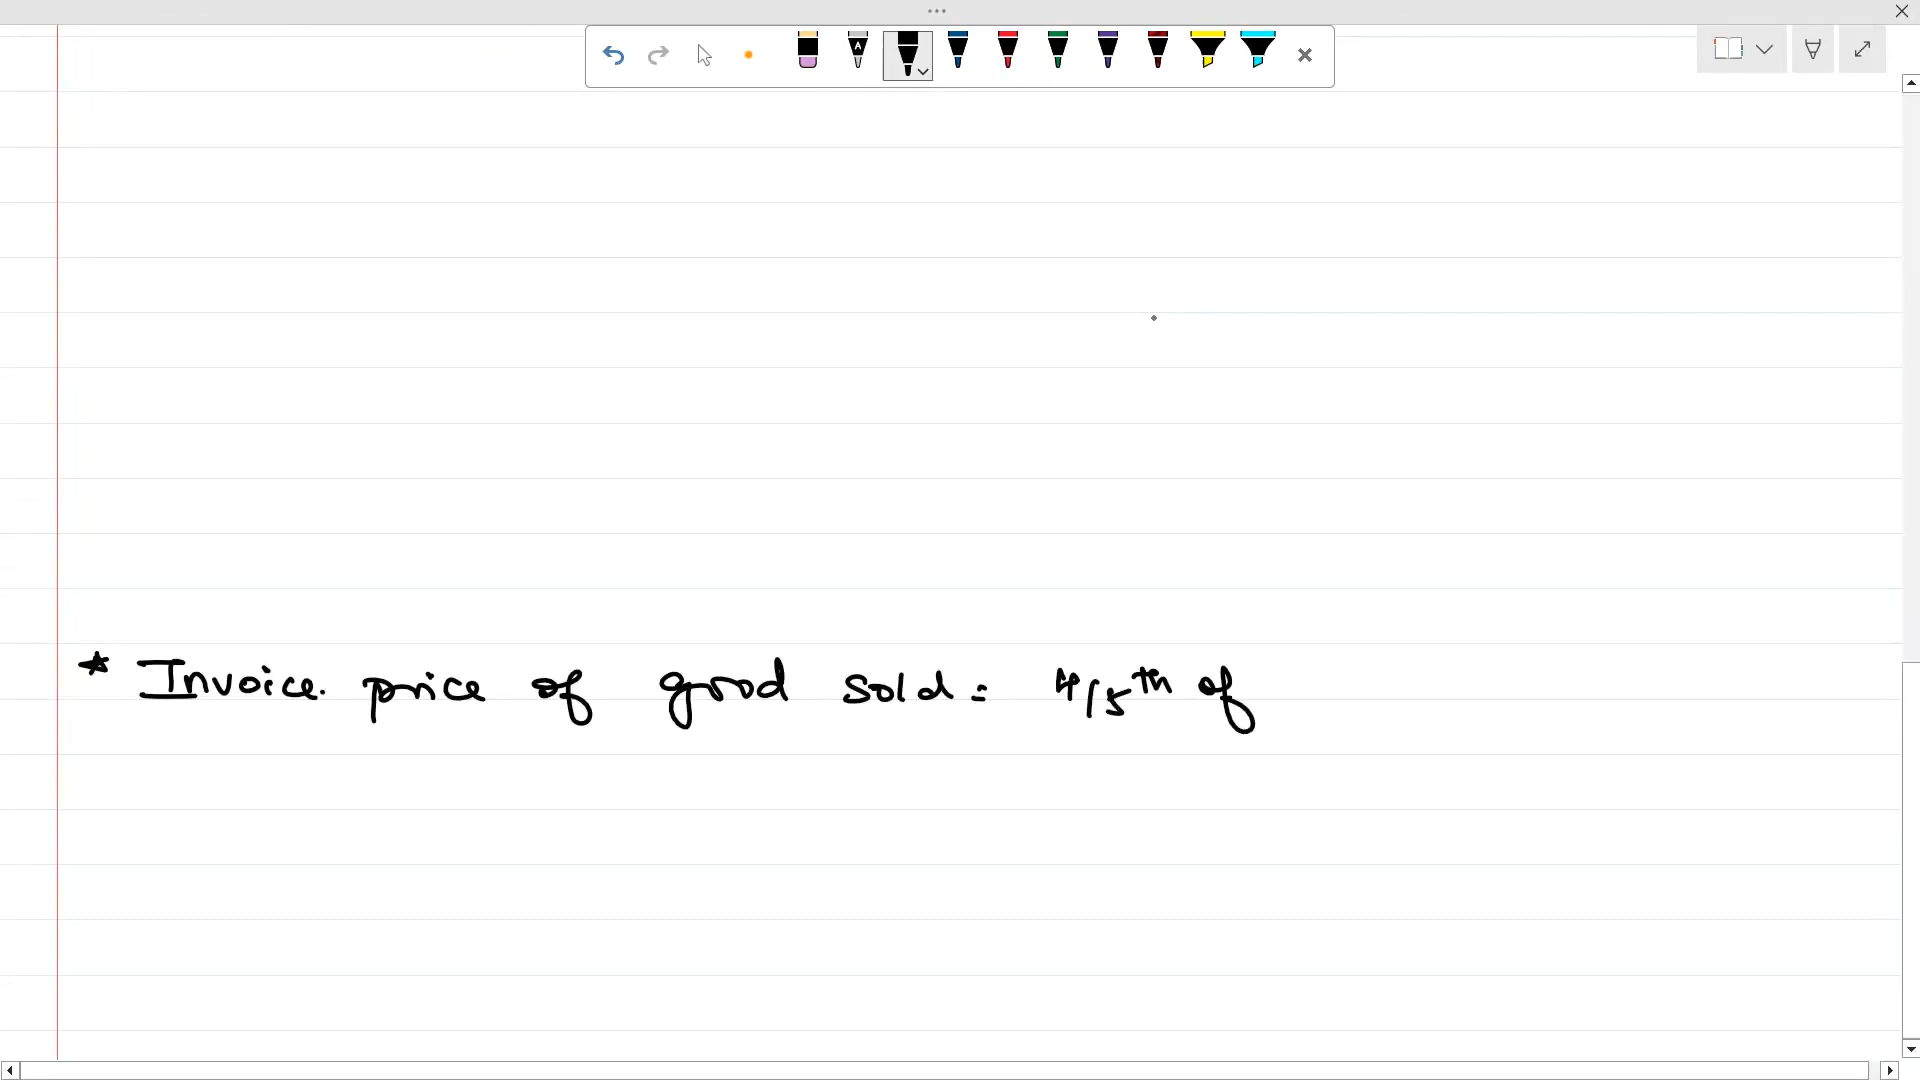 * Invoice. price of good sold = 4/5th of